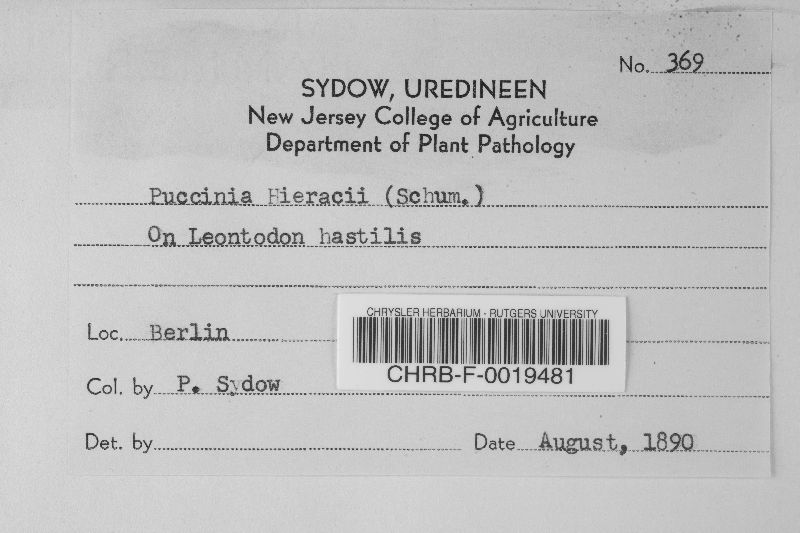 No. 369
SYDOW, UREDINEEN
New Jersey College of Agriculture
Department of Plant Pathology
Puccinia Hieracii (Schum.)
On Leontodon hastilis
Loc. Berlin
CHRYSLER HERBARIUM - RUTGERS UNIVERSITY
CHRB-F-0019481
Col. by P. Sydow
Det. by
Date August, 1890